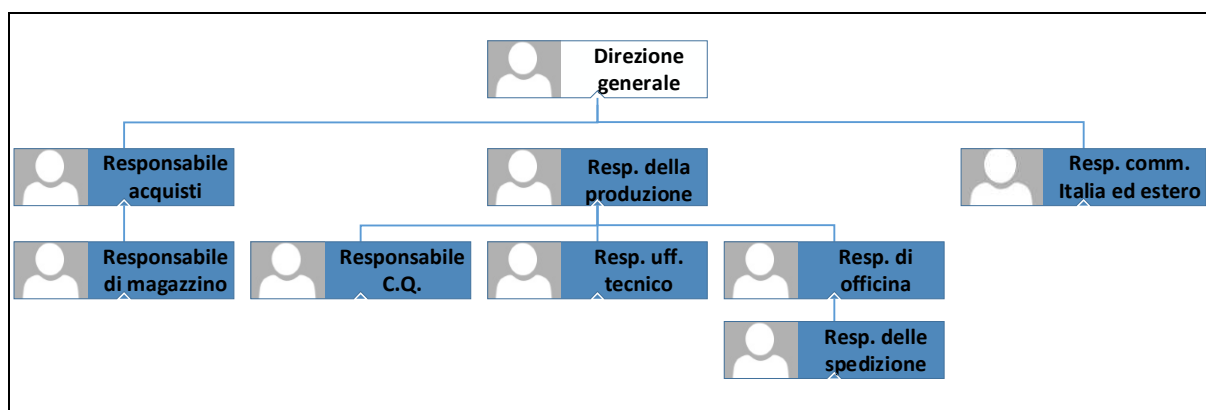 Direzione
generale
Responsabile
acquisti
Resp. della
produzione
Resp. comm.
Italia ed estero
Responsabile
di magazzino
Responsabile
C.Q.
Resp. uff.
tecnico
Resp. di
officina
Resp. delle
spedizione